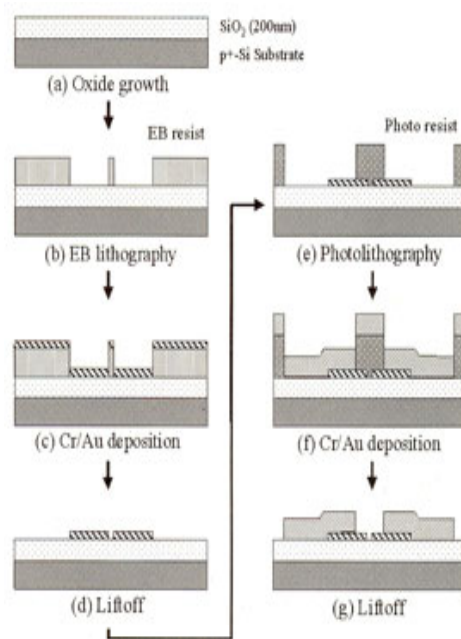 SiO₂ (200nm)
p+-Si Substrate
(a) Oxide growth
EB resist
(b) EB lithography
(c) Cr/Au deposition
(d) Liftoff
Photo resist
(e) Photolithography
(f) Cr/Au deposition
(g) Liftoff